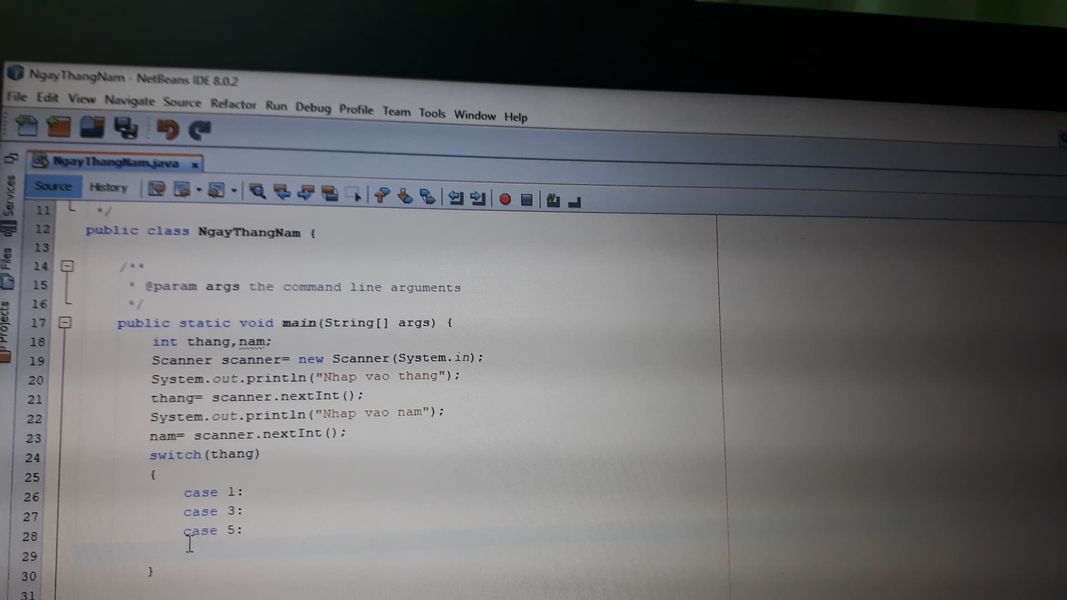 NgayThangNam - NetBeans IDE 8.0.2
File Edit View Navigate Source Refactor Run Debug Profile Team Tools Window Help
NgayThangNam.java x
Source History
Services
Files
Projects
11 */
12 public class NgayThangNam {
13
14 /**
15 * @param args the command line arguments
16 */
17 public static void main(String[] args) {
18 int thang,nam;
19 Scanner scanner= new Scanner(System.in);
20 System.out.println("Nhap vao thang");
21 thang= scanner.nextInt();
22 System.out.println("Nhap vao nam");
23 nam= scanner.nextInt();
24 switch(thang)
25 {
26 case 1:
27 case 3:
28 case 5:
29
30 }
31